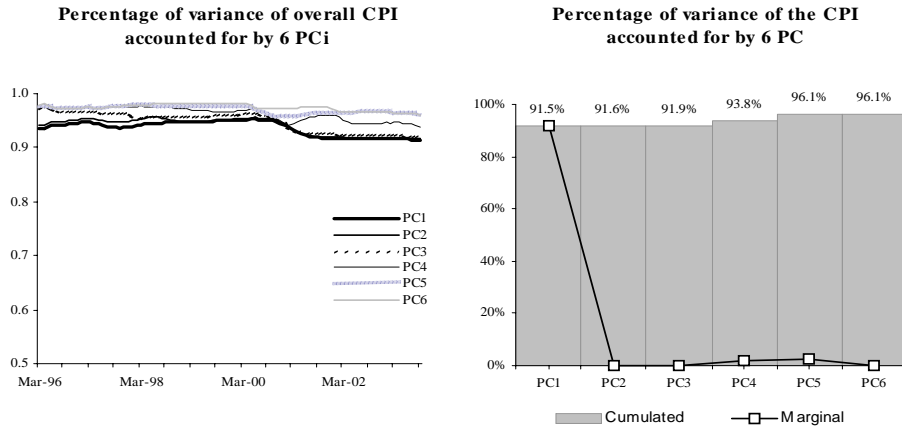 Percentage of variance of overall CPI
accounted for by 6 PCi
1.0
0.9
0.8
0.7
0.6
0.5
Mar-96 Mar-98 Mar-00 Mar-02
PC1
PC2
PC3
PC4
PC5
PC6
Percentage of variance of the CPI
accounted for by 6 PC
100%
80%
60%
40%
20%
0%
91.5% 91.6% 91.9% 93.8% 96.1% 96.1%
PC1 PC2 PC3 PC4 PC5 PC6
Cumulated Marginal